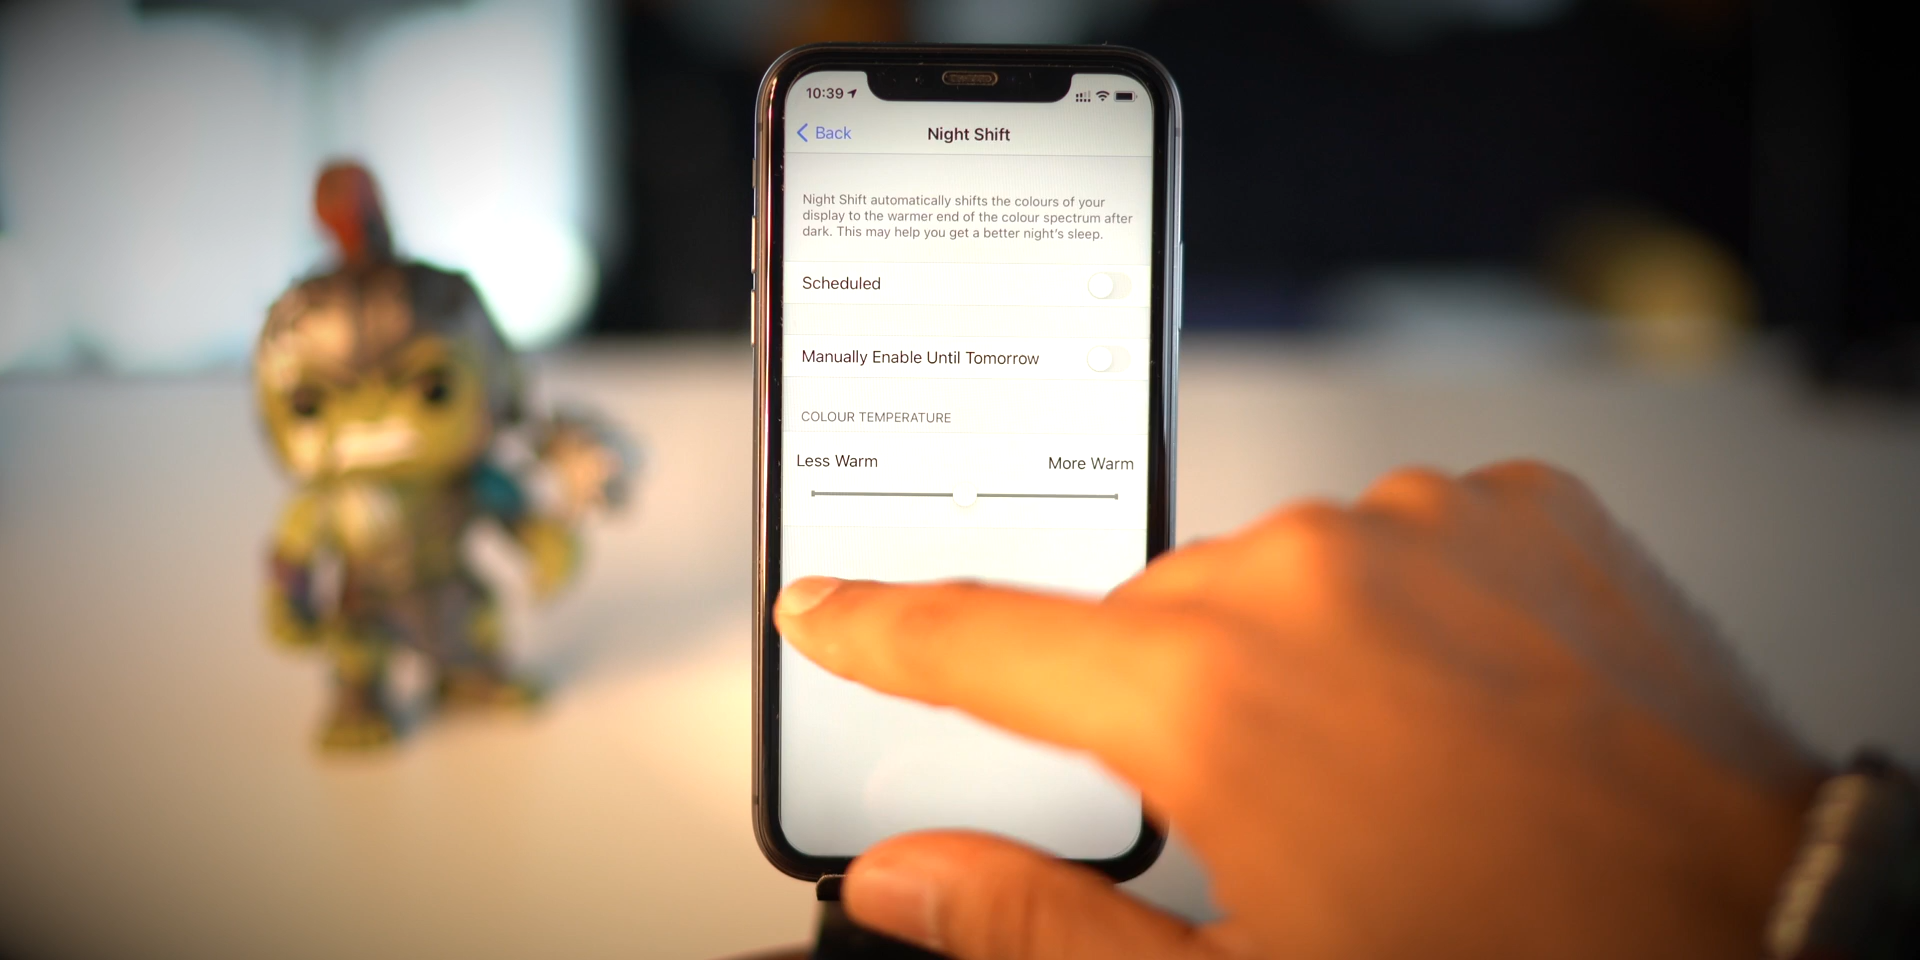 10:39
Back
Night Shift
Night Shift automatically shifts the colours of your
display to the warmer end of the colour spectrum after
dark. This may help you get a better night's sleep.
Scheduled
Manually Enable Until Tomorrow
COLOUR TEMPERATURE
Less Warm More Warm